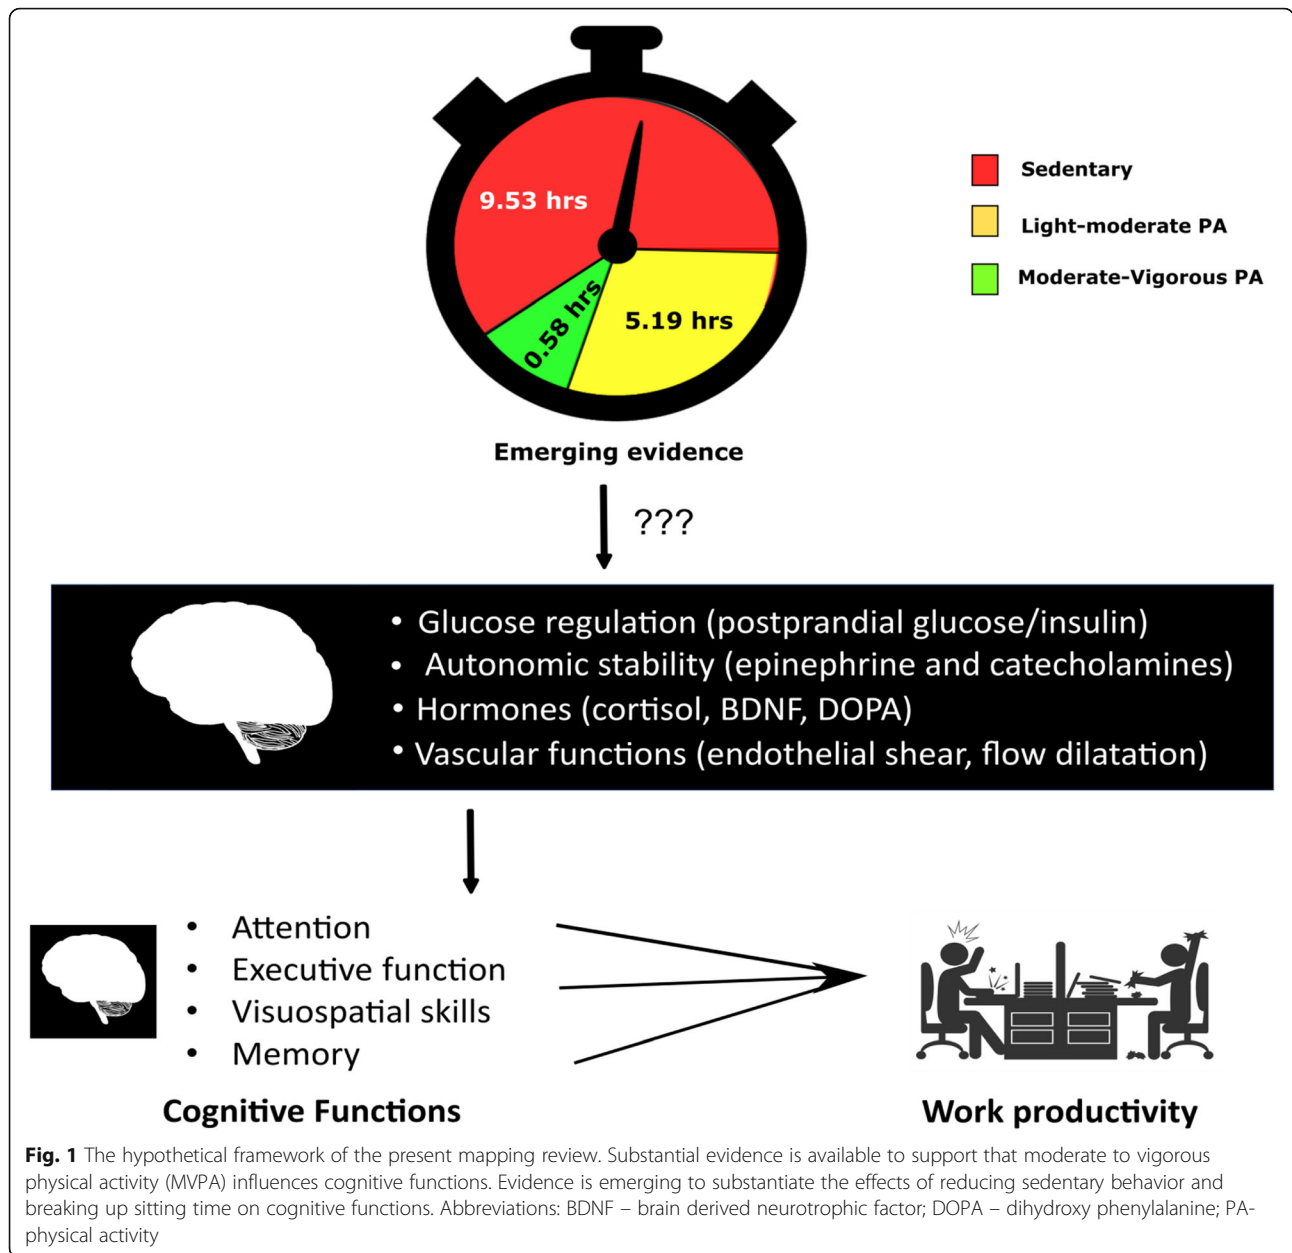 9.53 hrs
0.58 hrs
5.19 hrs
Sedentary
Light-moderate PA
Moderate-Vigorous PA
Emerging evidence
???
• Glucose regulation (postprandial glucose/insulin)
• Autonomic stability (epinephrine and catecholamines)
• Hormones (cortisol, BDNF, DOPA)
• Vascular functions (endothelial shear, flow dilatation)
• Attention
• Executive function
• Visuospatial skills
• Memory
Cognitive Functions
Work productivity
Fig. 1 The hypothetical framework of the present mapping review. Substantial evidence is available to support that moderate to vigorous
physical activity (MVPA) influences cognitive functions. Evidence is emerging to substantiate the effects of reducing sedentary behavior and
breaking up sitting time on cognitive functions. Abbreviations: BDNF – brain derived neurotrophic factor; DOPA – dihydroxy phenylalanine; PA-
physical activity